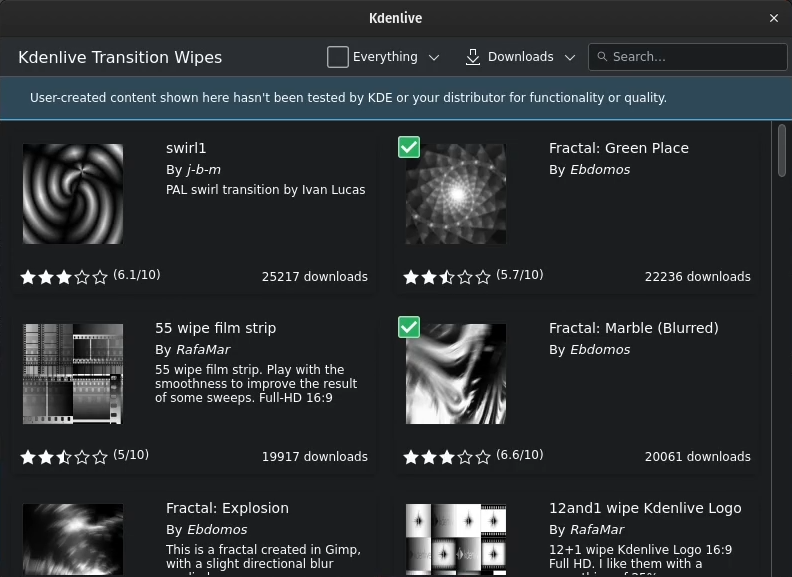 Kdenlive
Kdenlive Transition Wipes
Everything
Downloads
Search...
User-created content shown here hasn't been tested by KDE or your distributor for functionality or quality.
swirl1
By j-b-m
PAL swirl transition by Ivan Lucas
(6.1/10)
25217 downloads
Fractal: Green Place
By Ebdomos
(5.7/10)
22236 downloads
55 wipe film strip
By RafaMar
55 wipe film strip. Play with the
smoothness to improve the result
of some sweeps. Full-HD 16:9
(5/10)
19917 downloads
Fractal: Marble (Blurred)
By Ebdomos
(6.6/10)
20061 downloads
Fractal: Explosion
By Ebdomos
This is a fractal created in Gimp,
with a slight directional blur
12and1 wipe Kdenlive Logo
By RafaMar
12+1 wipe Kdenlive Logo 16:9
Full HD. I like them with a